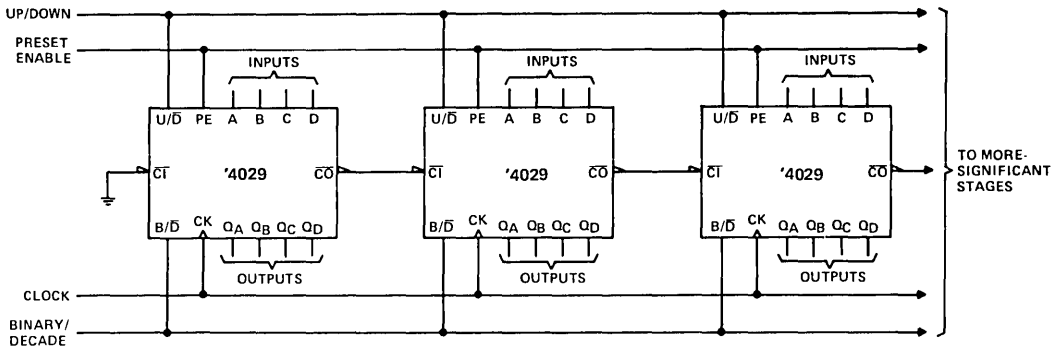 UP/DOWN
PRESET
ENABLE
INPUTS
INPUTS
INPUTS
U/D̅ PE A B C D
U/D̅ PE A B C D
U/D̅ PE A B C D
C̅I̅ '4029 C̅O̅
C̅I̅ '4029 C̅O̅
C̅I̅ '4029 C̅O̅
TO MORE-
SIGNIFICANT
STAGES
B/D̅ CK QA QB QC QD
B/D̅ CK QA QB QC QD
B/D̅ CK QA QB QC QD
OUTPUTS
OUTPUTS
OUTPUTS
CLOCK
BINARY/
DECADE